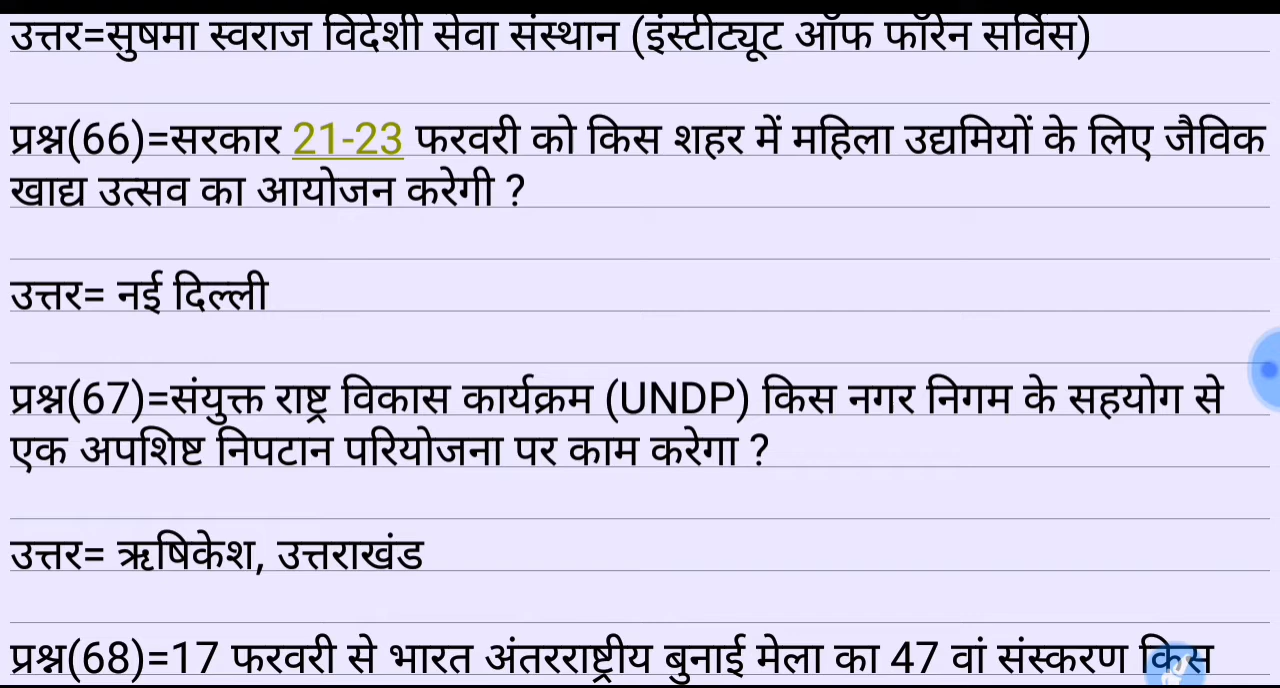 उत्तर=सुषमा स्वराज विदेशी सेवा संस्थान (इंस्टीट्यूट ऑफ फॉरेन सर्विस)
प्रश्न(66)=सरकार 21-23 फरवरी को किस शहर में महिला उद्यमियों के लिए जैविक
खाद्य उत्सव का आयोजन करेगी ?
उत्तर= नई दिल्ली
प्रश्न(67)=संयुक्त राष्ट्र विकास कार्यक्रम (UNDP) किस नगर निगम के सहयोग से
एक अपशिष्ट निपटान परियोजना पर काम करेगा ?
उत्तर= ऋषिकेश, उत्तराखंड
प्रश्न(68)=17 फरवरी से भारत अंतरराष्ट्रीय बुनाई मेला का 47 वां संस्करण किस